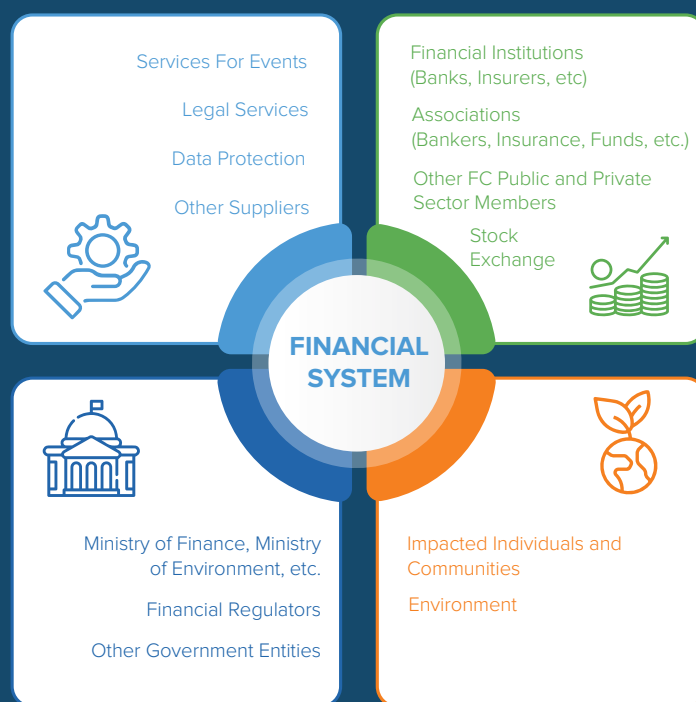 Services For Events
Legal Services
Data Protection
Other Suppliers
Financial Institutions
(Banks, Insurers, etc)
Associations
(Bankers, Insurance, Funds, etc.)
Other FC Public and Private
Sector Members
Stock
Exchange
FINANCIAL
SYSTEM
Ministry of Finance, Ministry
of Environment, etc.
Financial Regulators
Other Government Entities
Impacted Individuals and
Communities
Environment